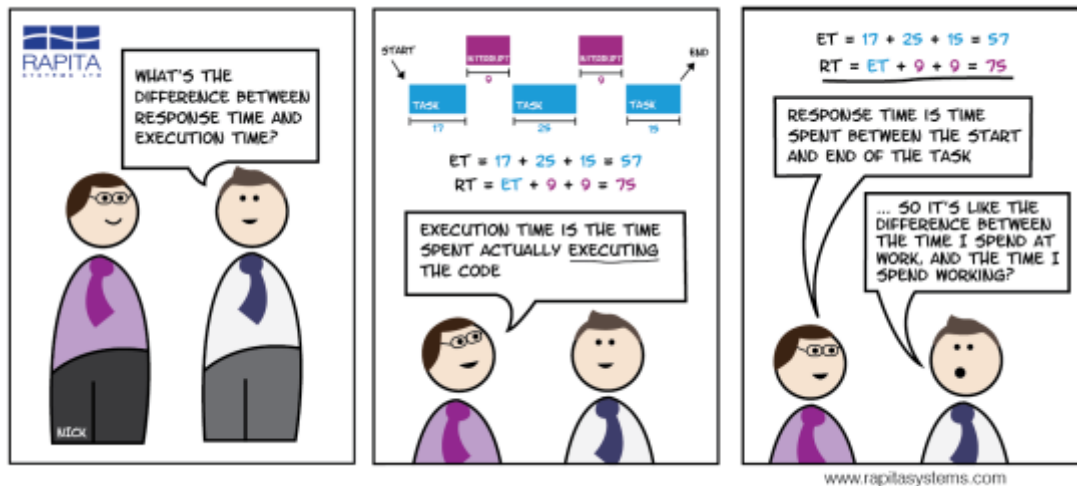 RAPITA
SYSTEMS LTD
WHAT'S THE
DIFFERENCE BETWEEN
RESPONSE TIME AND
EXECUTION TIME?
NICK
START
INTERRUPT
9
INTERRUPT
9
END
TASK
17
TASK
25
TASK
15
ET = 17 + 25 + 15 = 57
RT = ET + 9 + 9 = 75
EXECUTION TIME IS THE TIME
SPENT ACTUALLY EXECUTING
THE CODE
ET = 17 + 25 + 15 = 57
RT = ET + 9 + 9 = 75
RESPONSE TIME IS TIME
SPENT BETWEEN THE START
AND END OF THE TASK
... SO IT'S LIKE THE
DIFFERENCE BETWEEN
THE TIME I SPEND AT
WORK, AND THE TIME I
SPEND WORKING?
www.rapitasystems.com